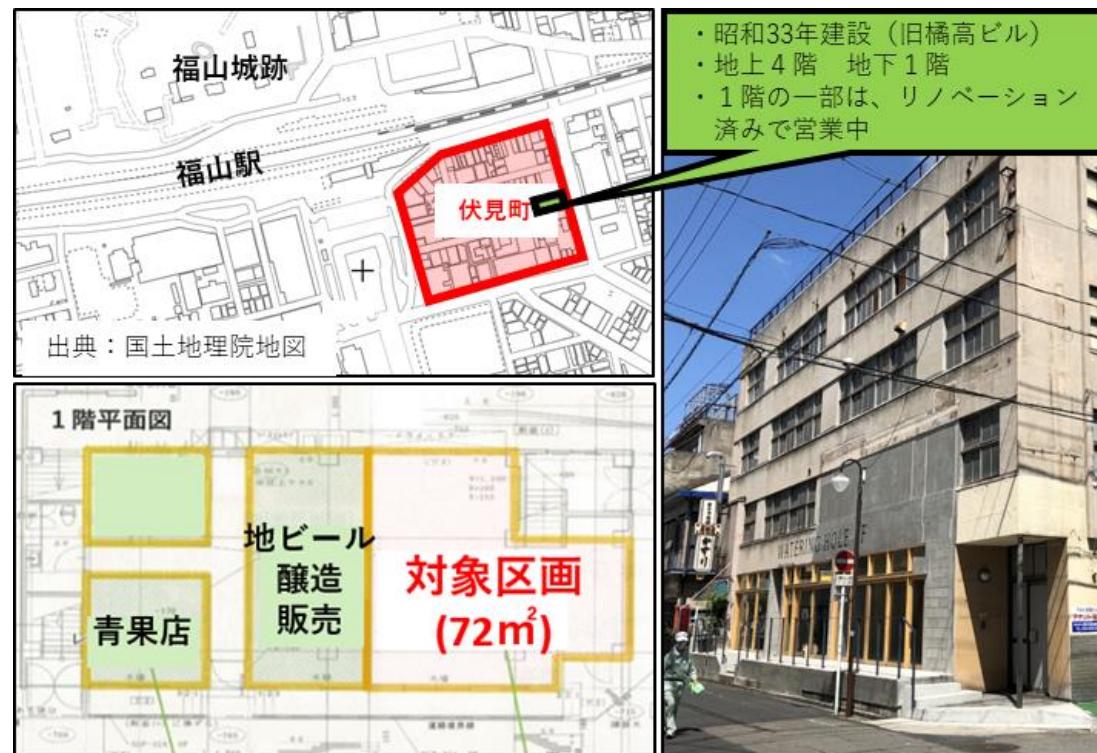 福山城跡
福山駅
伏見町
出典：国土地理院地図
・昭和33年建設（旧橘高ビル）
・地上４階　地下１階
・１階の一部は、リノベーション
済みで営業中
１階平面図
地ビール
醸造
販売
青果店
対象区画
(72㎡)
WATERING HOLE